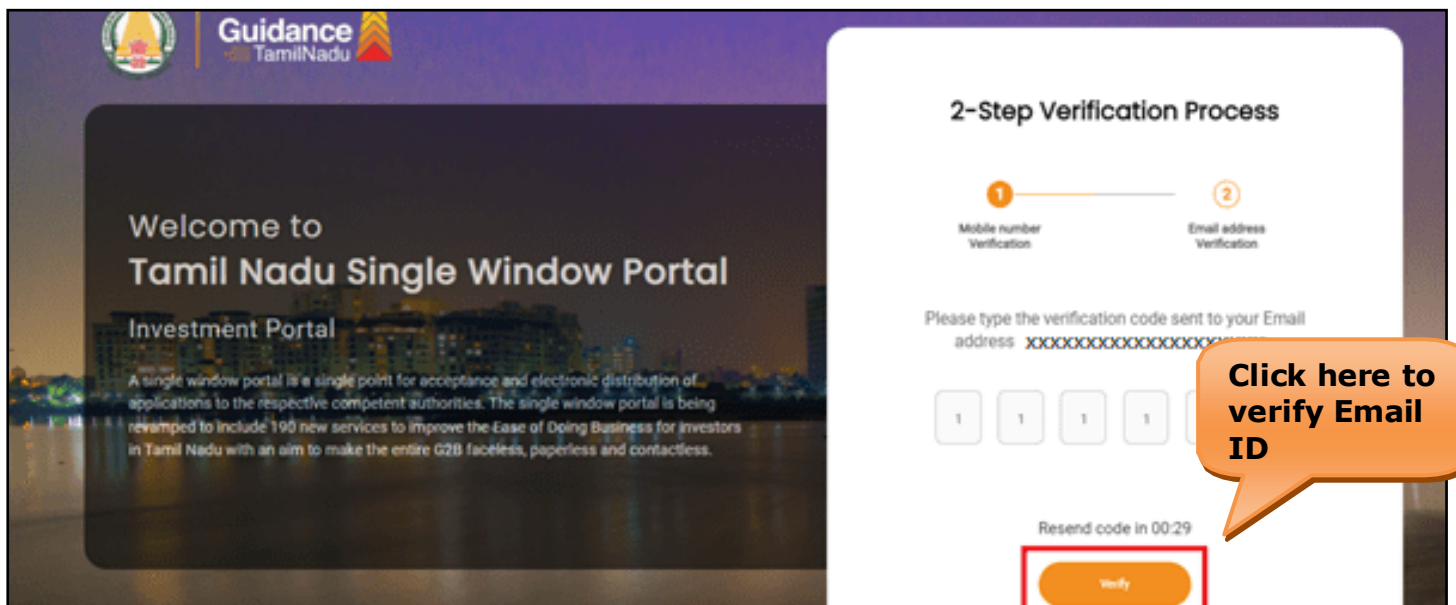 Guidance
TamilNadu
Welcome to
Tamil Nadu Single Window Portal
Investment Portal
A single window portal is a single point for acceptance and electronic distribution of
applications to the respective competent authorities. The single window portal is being
revamped to include 190 new services to improve the Ease of Doing Business for investors
in Tamil Nadu with an aim to make the entire G2B faceless, paperless and contactless.
2-Step Verification Process
1 2
Mobile number
Verification
Email address
Verification
Please type the verification code sent to your Email
address xxxxxxxxxxxxxxxxxx
1 1 1 1
Click here to
verify Email
ID
Resend code in 00:29
Verify